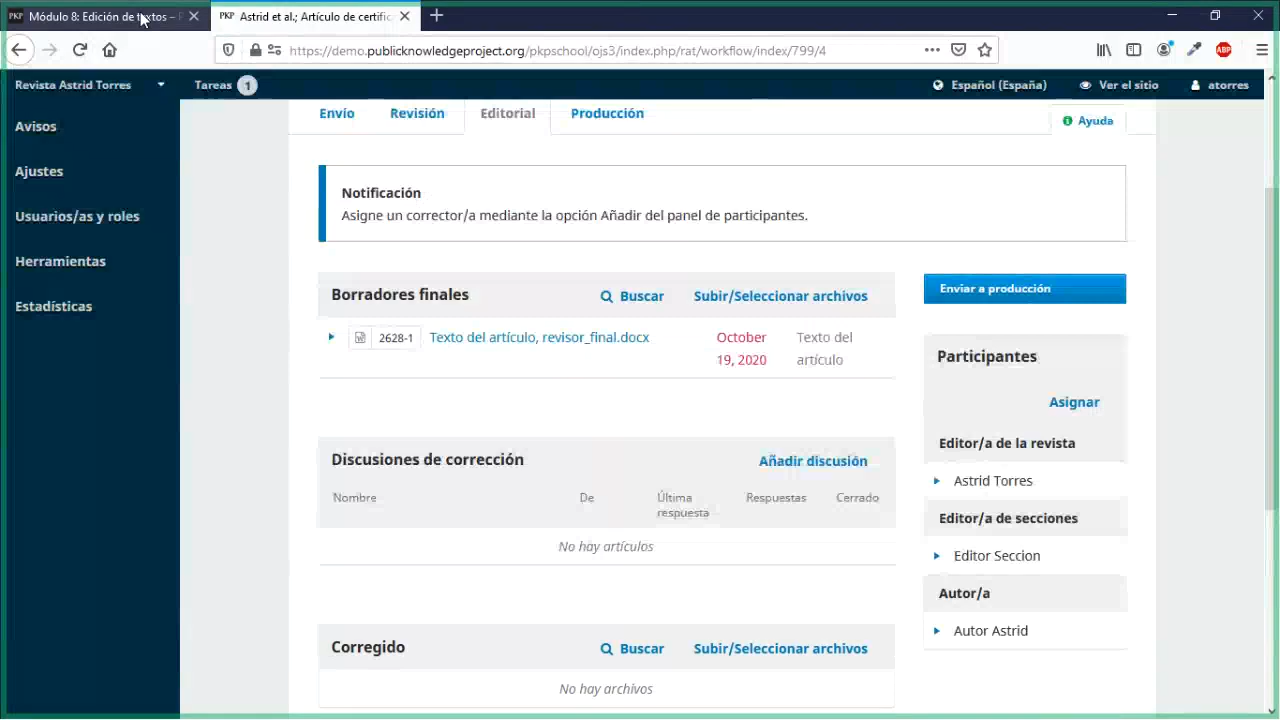 PKP Módulo 8: Edición de textos – P
PKP Astrid et al.; Artículo de certific
https://demo.publicknowledgeproject.org/pkpschool/ojs3/index.php/rat/workflow/index/799/4
ABP
Revista Astrid Torres
Tareas 1
Español (España)
Ver el sitio
atorres
Avisos
Ajustes
Usuarios/as y roles
Herramientas
Estadísticas
Envío
Revisión
Editorial
Producción
Ayuda
Notificación
Asigne un corrector/a mediante la opción Añadir del panel de participantes.
Borradores finales
Buscar
Subir/Seleccionar archivos
2628-1
Texto del artículo, revisor_final.docx
October
19, 2020
Texto del
artículo
Discusiones de corrección
Añadir discusión
Nombre
De
Última
respuesta
Respuestas
Cerrado
No hay artículos
Corregido
Buscar
Subir/Seleccionar archivos
No hay archivos
Enviar a producción
Participantes
Asignar
Editor/a de la revista
Astrid Torres
Editor/a de secciones
Editor Seccion
Autor/a
Autor Astrid